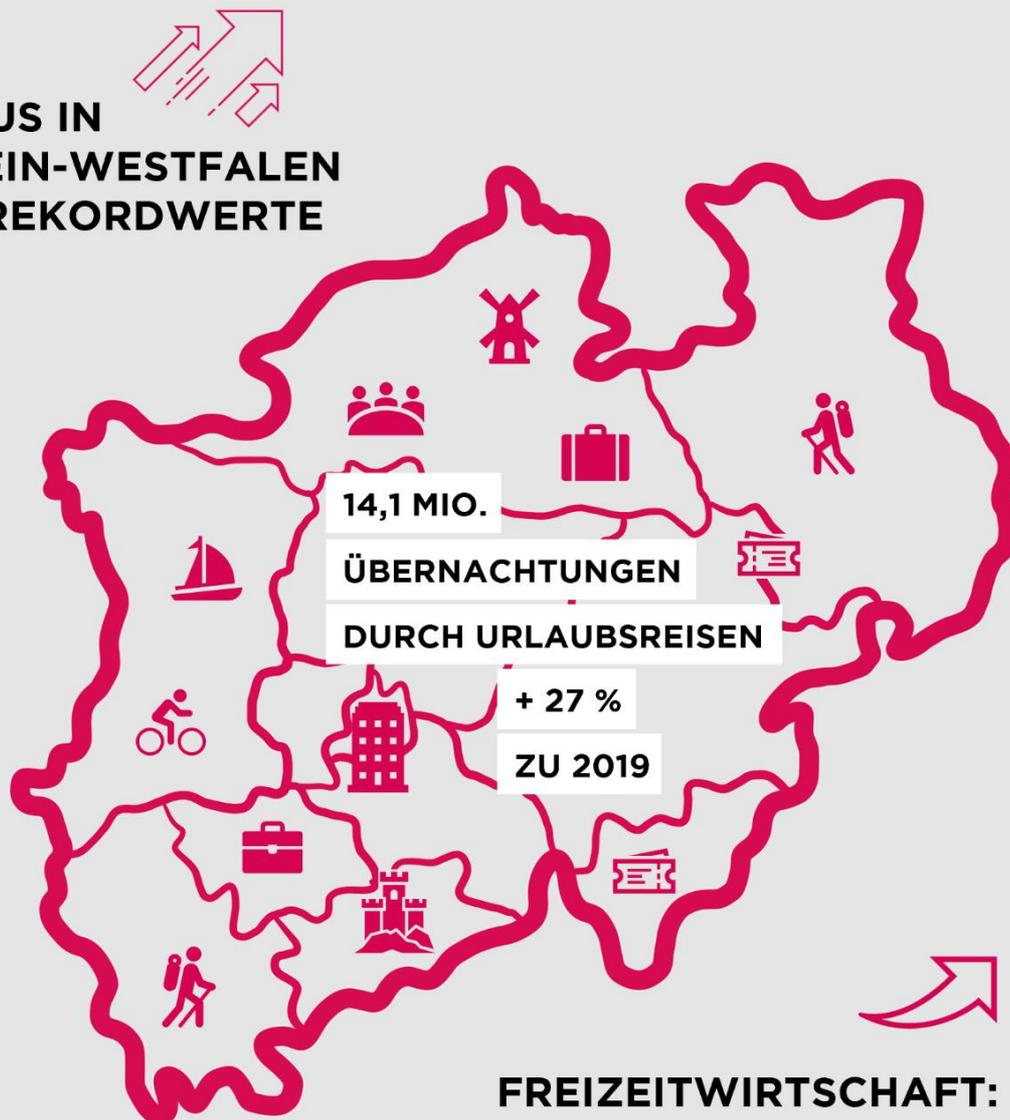 US IN
EIN-WESTFALEN
REKORDWERTE
14,1 MIO.
ÜBERNACHTUNGEN
DURCH URLAUBSREISEN
+ 27 %
ZU 2019
FREIZEITWIRTSCHAFT: